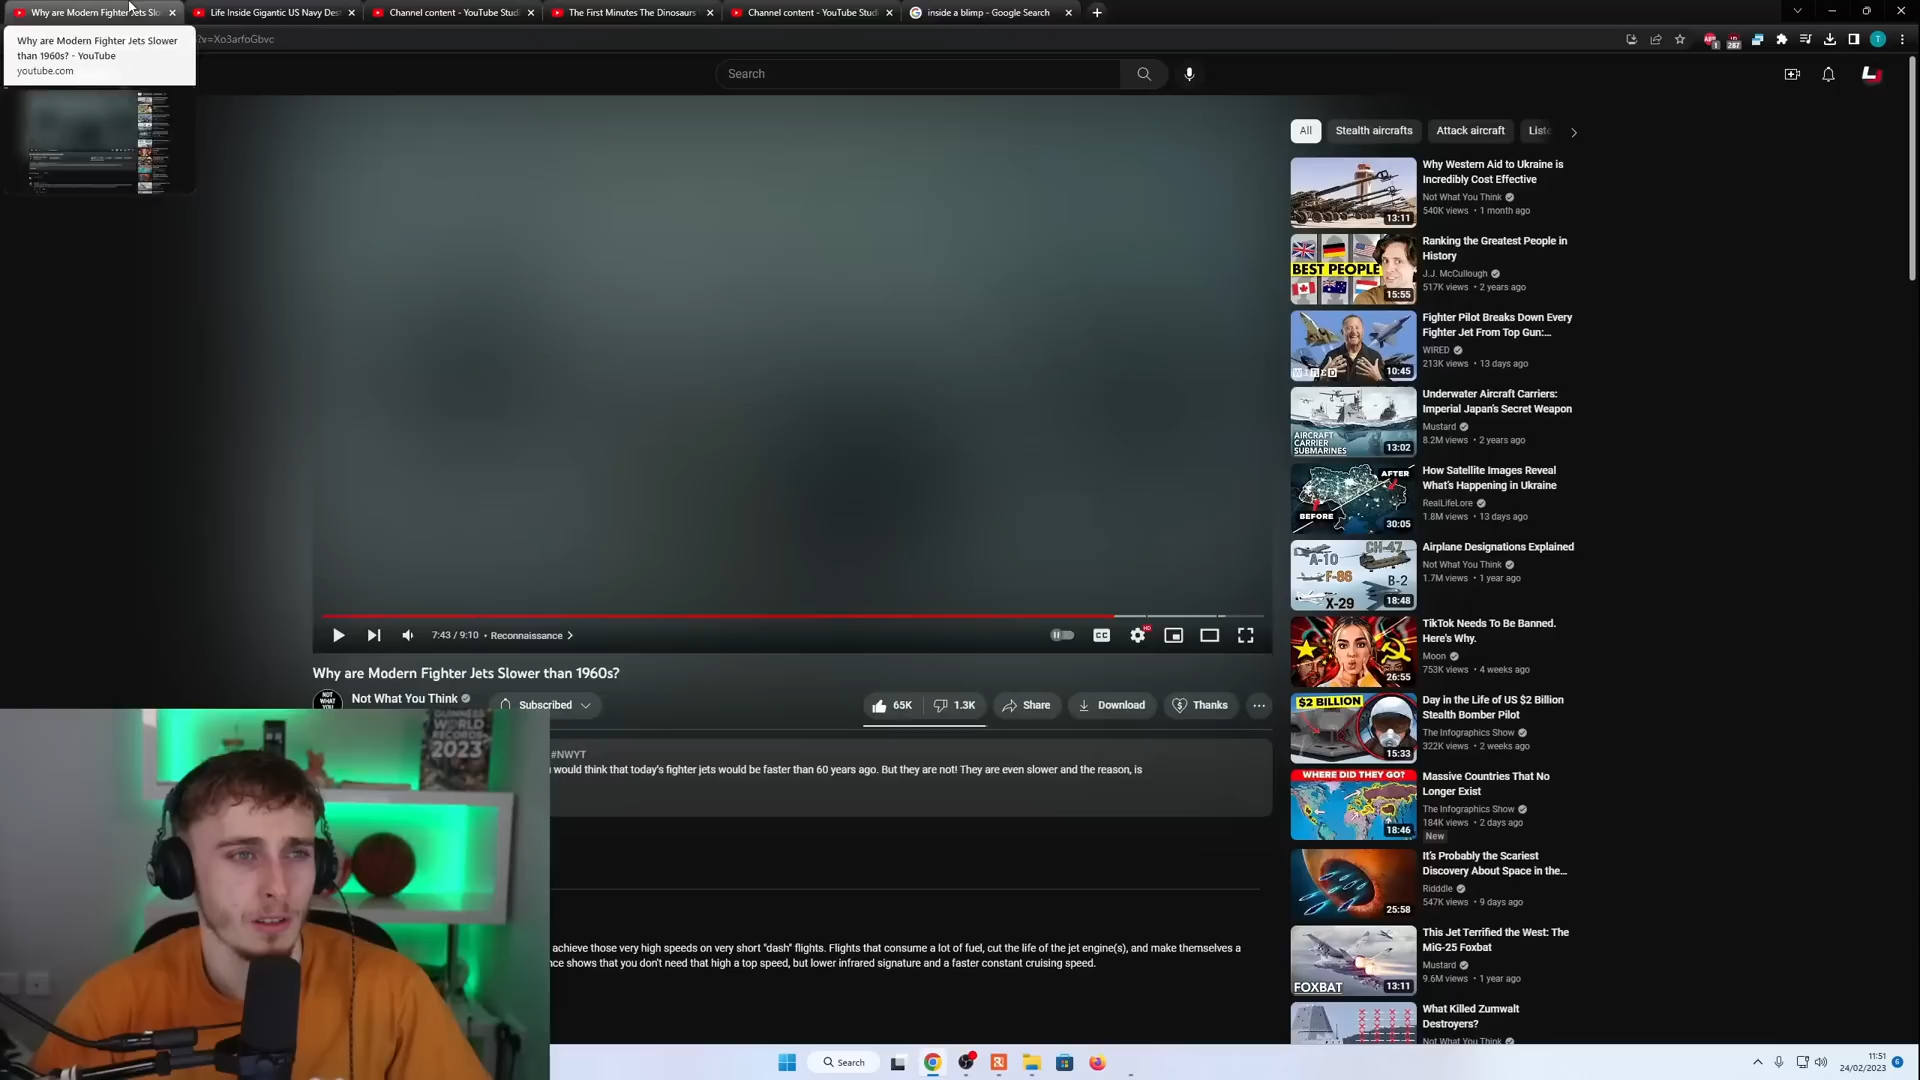 Why are Modern Fighter Jets Slo
Life Inside Gigantic US Navy Des
Channel content - YouTube Studi
The First Minutes The Dinosaurs
Channel content - YouTube Studi
inside a blimp - Google Search
Why are Modern Fighter Jets Slower
than 1960s? - YouTube
youtube.com
?v=Xo3arfoGbvc
287
Search
All
Stealth aircrafts
Attack aircraft
Liste
Why Western Aid to Ukraine is
Incredibly Cost Effective
Not What You Think
540K views • 1 month ago
13:11
Ranking the Greatest People in
History
J.J. McCullough
517K views • 2 years ago
BEST PEOPLE
15:55
Fighter Pilot Breaks Down Every
Fighter Jet From Top Gun:...
WIRED
213K views • 13 days ago
WIRED
10:45
Underwater Aircraft Carriers:
Imperial Japan's Secret Weapon
Mustard
8.2M views • 2 years ago
AIRCRAFT
CARRIER
SUBMARINES
13:02
How Satellite Images Reveal
What's Happening in Ukraine
RealLifeLore
1.8M views • 13 days ago
AFTER
BEFORE
30:05
Airplane Designations Explained
Not What You Think
1.7M views • 1 year ago
A-10
CH-47
F-86
B-2
X-29
18:48
TikTok Needs To Be Banned.
Here's Why.
Moon
753K views • 4 weeks ago
26:55
Day in the Life of US $2 Billion
Stealth Bomber Pilot
The Infographics Show
322K views • 2 weeks ago
$2 BILLION
15:33
Massive Countries That No
Longer Exist
The Infographics Show
184K views • 2 days ago
New
WHERE DID THEY GO?
18:46
It's Probably the Scariest
Discovery About Space in the...
Ridddle
547K views • 9 days ago
25:58
This Jet Terrified the West: The
MiG-25 Foxbat
Mustard
9.6M views • 1 year ago
FOXBAT
13:11
What Killed Zumwalt
Destroyers?
Not What You Think
7:43 / 9:10 • Reconnaissance
CC
HD
Why are Modern Fighter Jets Slower than 1960s?
NOT
WHAT
YOU
Not What You Think
Subscribed
65K
1.3K
Share
Download
Thanks
#NWYT
would think that today's fighter jets would be faster than 60 years ago. But they are not! They are even slower and the reason, is
achieve those very high speeds on very short "dash" flights. Flights that consume a lot of fuel, cut the life of the jet engine(s), and make themselves a
nce shows that you don't need that high a top speed, but lower infrared signature and a faster constant cruising speed.
GUINNESS
WORLD
RECORDS
2023
Search
11:51
24/02/2023
6